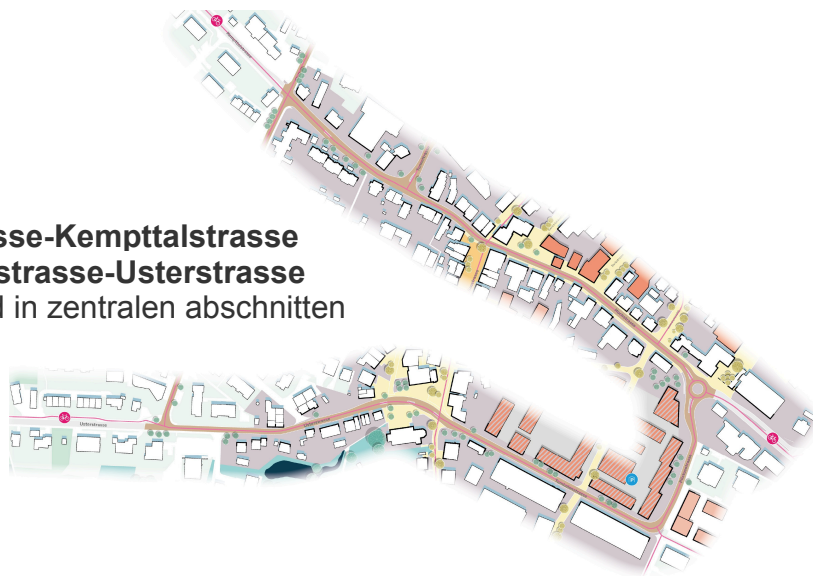 sse-Kempttalstrasse
strasse-Usterstrasse
d in zentralen abschnitten
Usterstrasse